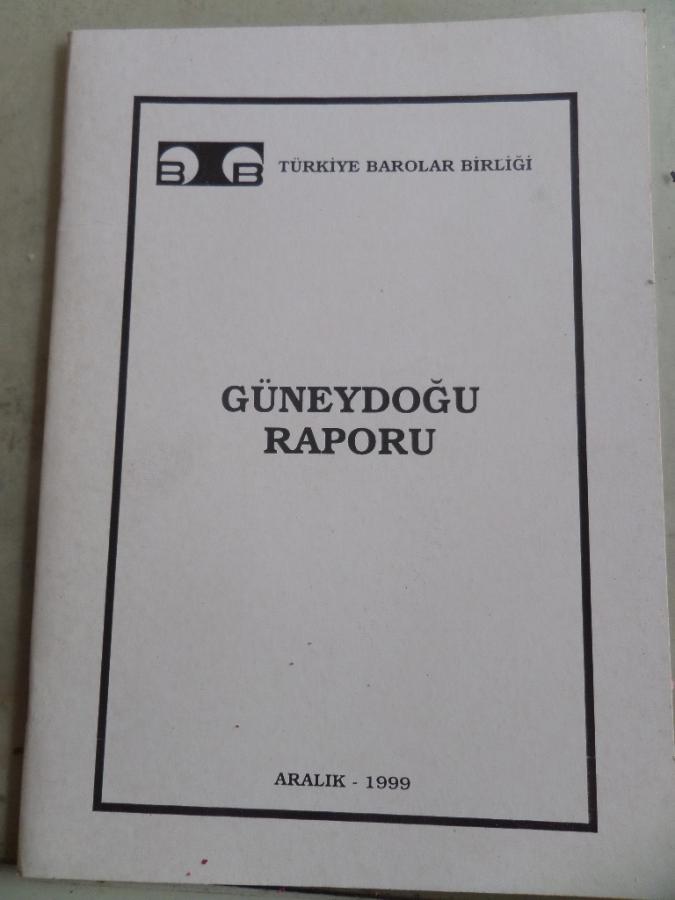 B B TÜRKİYE BAROLAR BİRLİĞİ
GÜNEYDOĞU
RAPORU
ARALIK - 1999